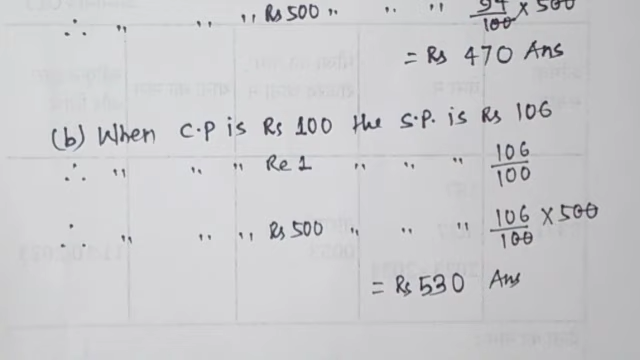 ∴ " " " Rs 500 " " " 94/100 × 500
= Rs 470 Ans
(b) When C.P is Rs 100 the S.P. is Rs 106
∴ " " " Re 1 " " " 106/100
∴ " " " Rs 500 " " " 106/100 × 500
= Rs 530 Ans